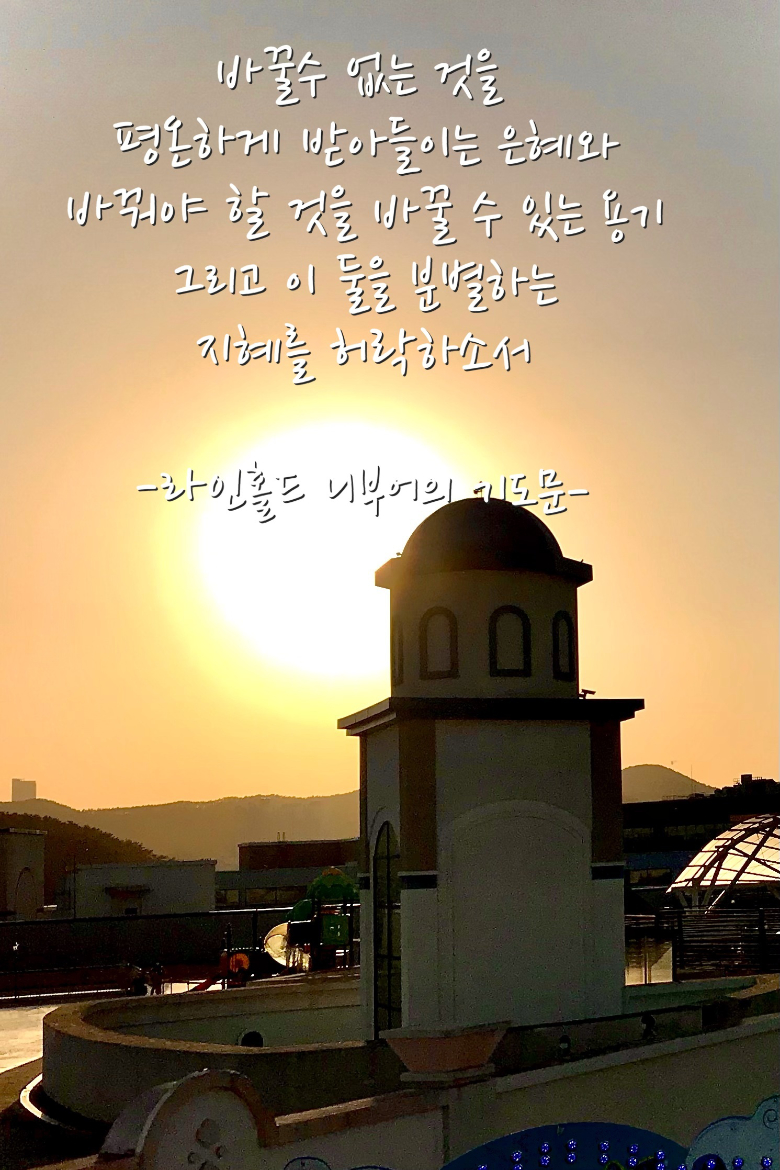 바꿀수 없는 것을
평온하게 받아들이는 은혜와
바꿔야 할 것을 바꿀 수 있는 용기
그리고 이 둘을 분별하는
지혜를 허락하소서
-라인홀드 니부어의 기도문-